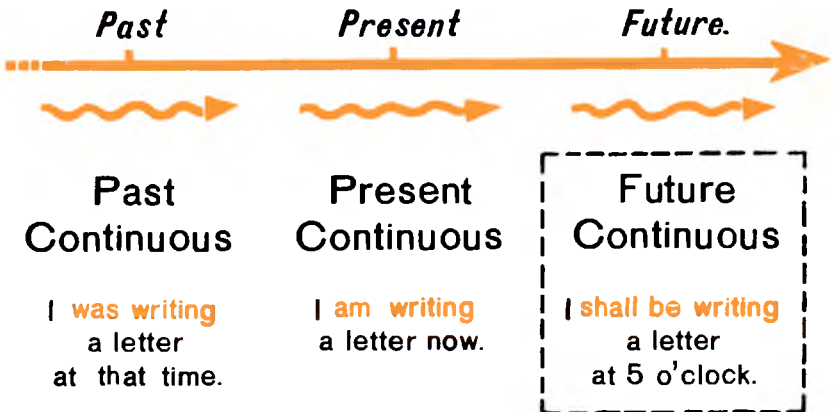 Past Present Future.
Past Continuous
Present Continuous
Future Continuous
I was writing
a letter
at that time.
I am writing
a letter now.
I shall be writing
a letter
at 5 o'clock.